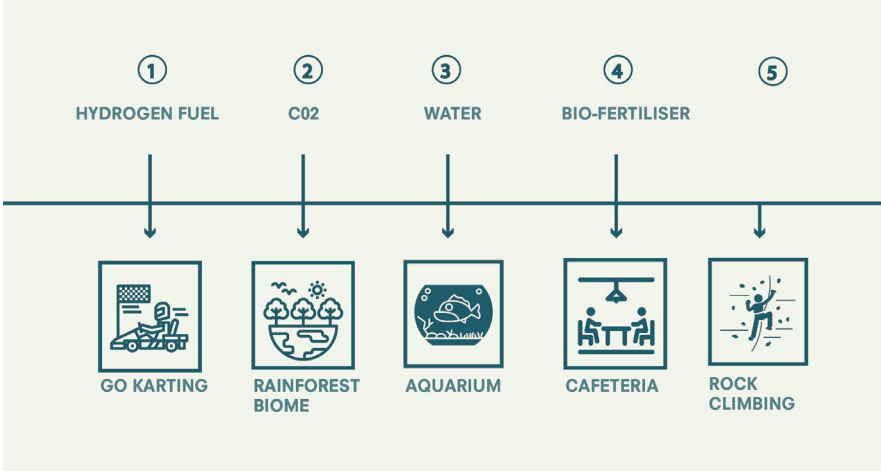 1 2 3 4 5
HYDROGEN FUEL C02 WATER BIO-FERTILISER
GO KARTING RAINFOREST AQUARIUM CAFETERIA ROCK
BIOME CLIMBING